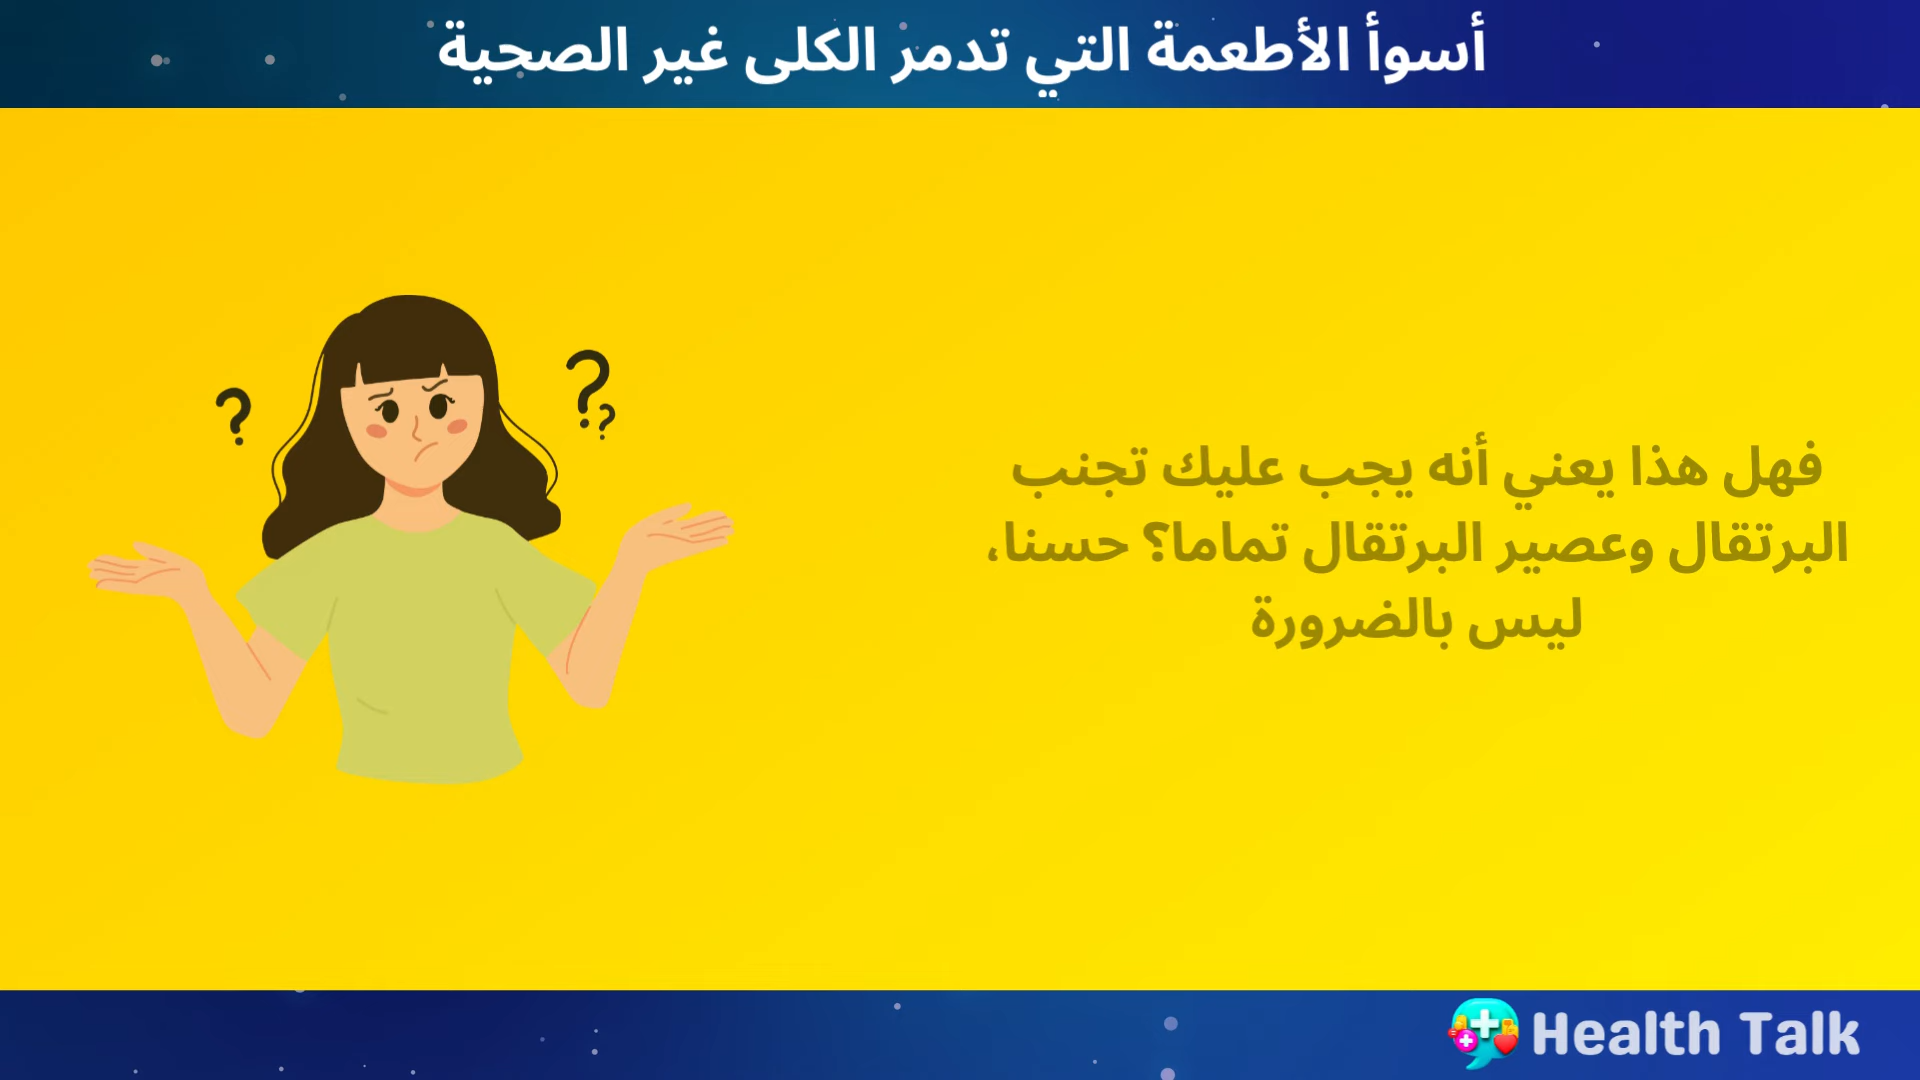 أسوأ الأطعمة التي تدمر الكلى غير الصحية
فهل هذا يعني أنه يجب عليك تجنب
البرتقال وعصير البرتقال تماما؟ حسنا،
ليس بالضرورة
Health Talk